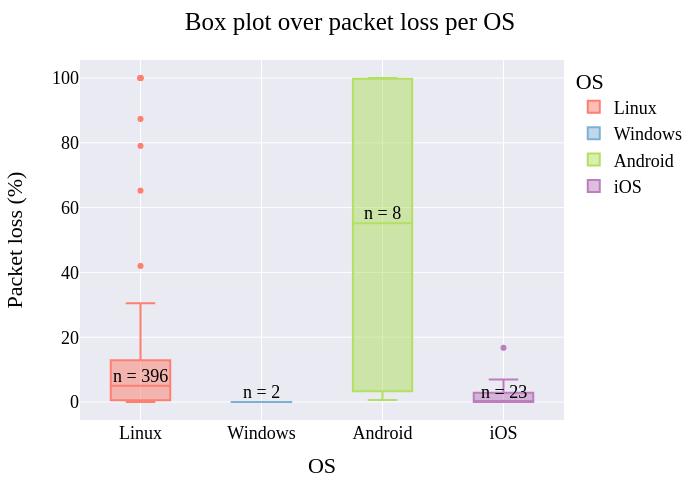 Box plot over packet loss per OS
Packet loss (%)
100
80
60
40
20
0
n = 396
n = 2
n = 8
n = 23
Linux
Windows
Android
iOS
OS
OS
Linux
Windows
Android
iOS